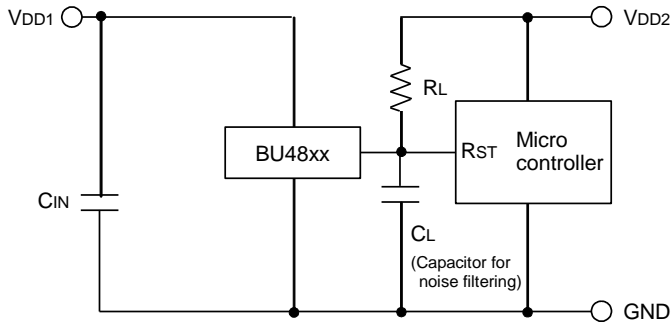 VDD1
VDD2
RL
BU48xx
RST
Micro
controller
CIN
CL
(Capacitor for
noise filtering)
GND